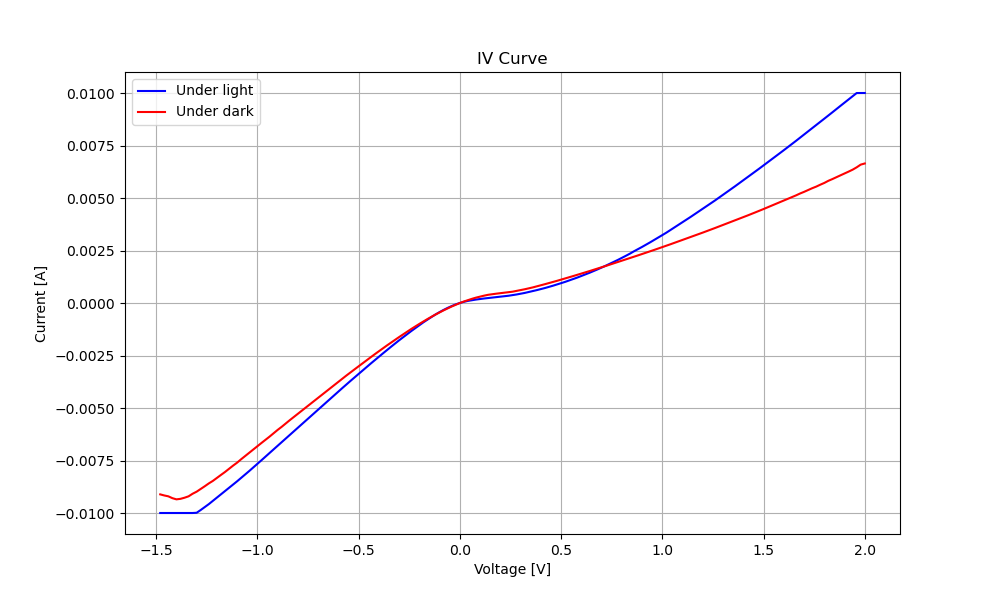 IV Curve
Under light
Under dark
0.0100
0.0075
0.0050
0.0025
0.0000
−0.0025
−0.0050
−0.0075
−0.0100
Current [A]
−1.5 −1.0 −0.5 0.0 0.5 1.0 1.5 2.0
Voltage [V]